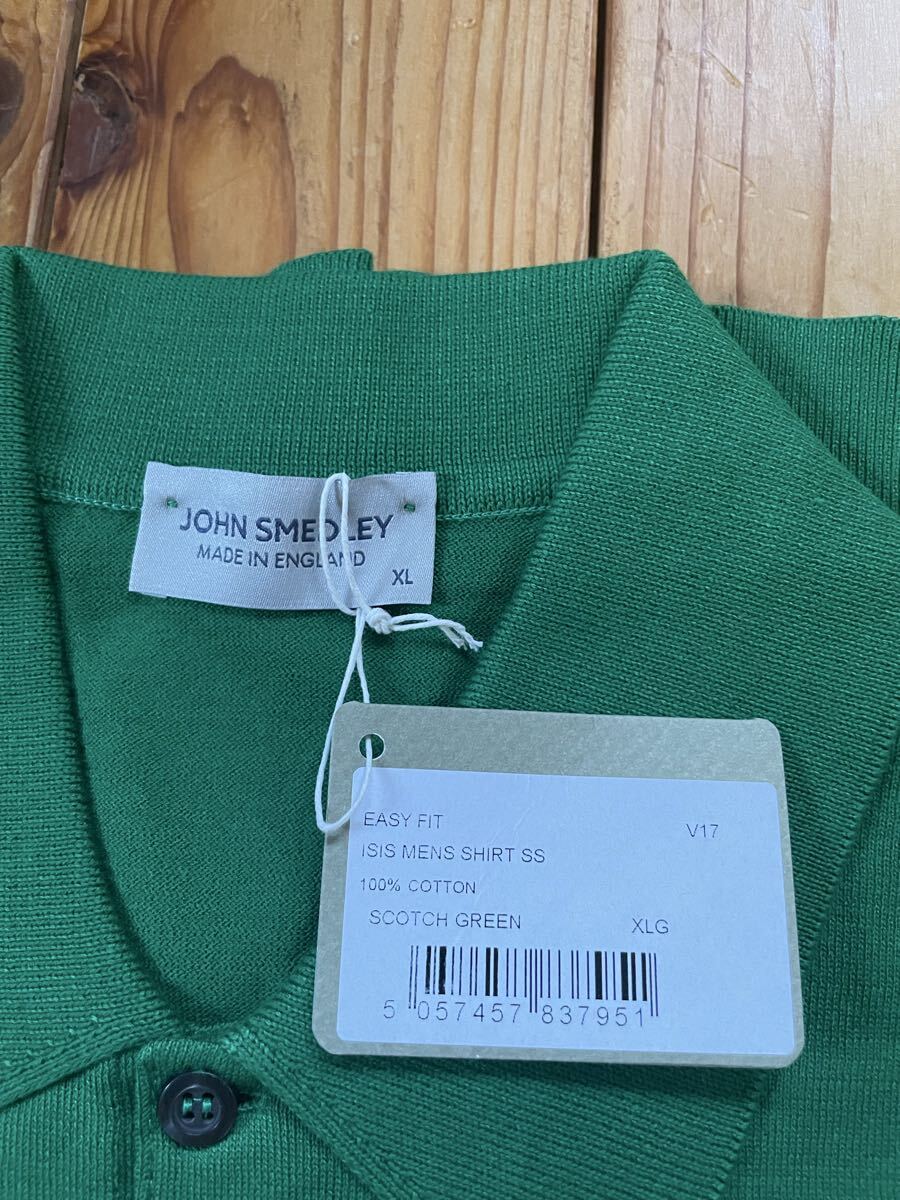 JOHN SMEDLEY
MADE IN ENGLAND
XL
EASY FIT V17
ISIS MENS SHIRT SS
100% COTTON
SCOTCH GREEN XLG
5 057457 837951